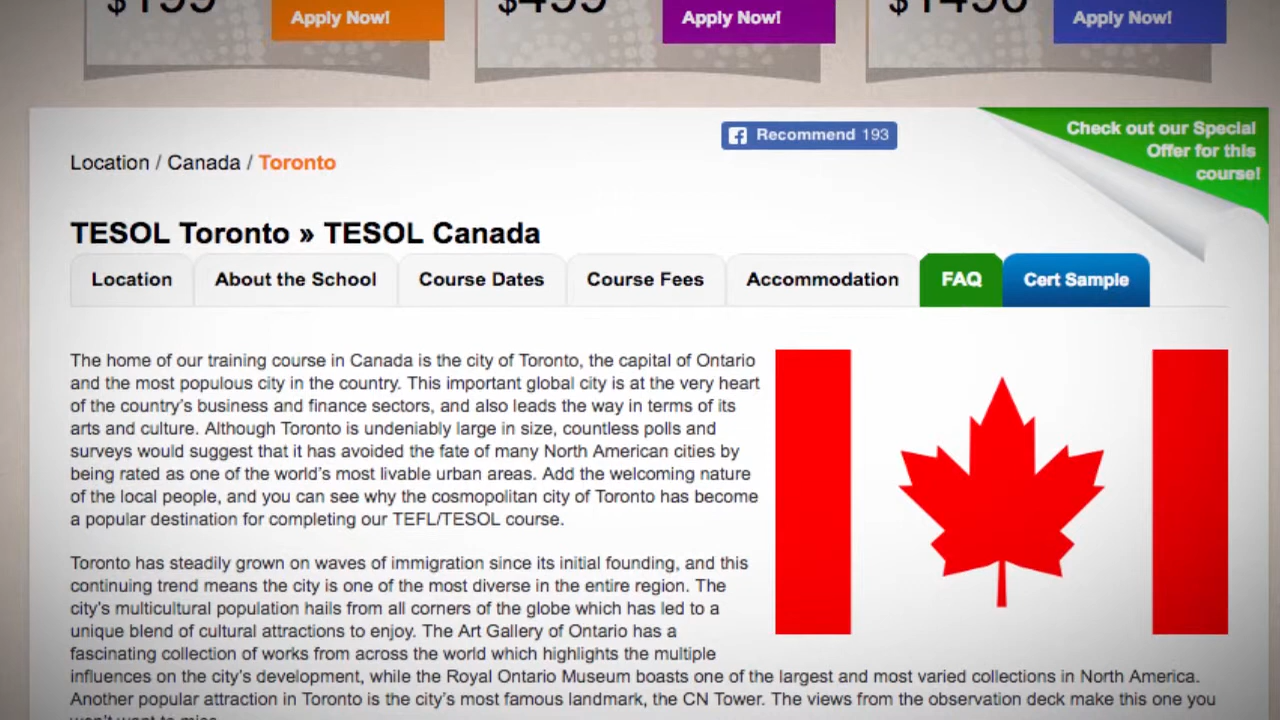 $199
Apply Now!
$499
Apply Now!
$1490
Apply Now!
Check out our Special
Offer for this
course!
Recommend 193
Location / Canada / Toronto
TESOL Toronto » TESOL Canada
Location
About the School
Course Dates
Course Fees
Accommodation
FAQ
Cert Sample
The home of our training course in Canada is the city of Toronto, the capital of Ontario
and the most populous city in the country. This important global city is at the very heart
of the country's business and finance sectors, and also leads the way in terms of its
arts and culture. Although Toronto is undeniably large in size, countless polls and
surveys would suggest that it has avoided the fate of many North American cities by
being rated as one of the world's most livable urban areas. Add the welcoming nature
of the local people, and you can see why the cosmopolitan city of Toronto has become
a popular destination for completing our TEFL/TESOL course.
Toronto has steadily grown on waves of immigration since its initial founding, and this
continuing trend means the city is one of the most diverse in the entire region. The
city's multicultural population hails from all corners of the globe which has led to a
unique blend of cultural attractions to enjoy. The Art Gallery of Ontario has a
fascinating collection of works from across the world which highlights the multiple
influences on the city's development, while the Royal Ontario Museum boasts one of the largest and most varied collections in North America.
Another popular attraction in Toronto is the city's most famous landmark, the CN Tower. The views from the observation deck make this one you
won't want to miss.